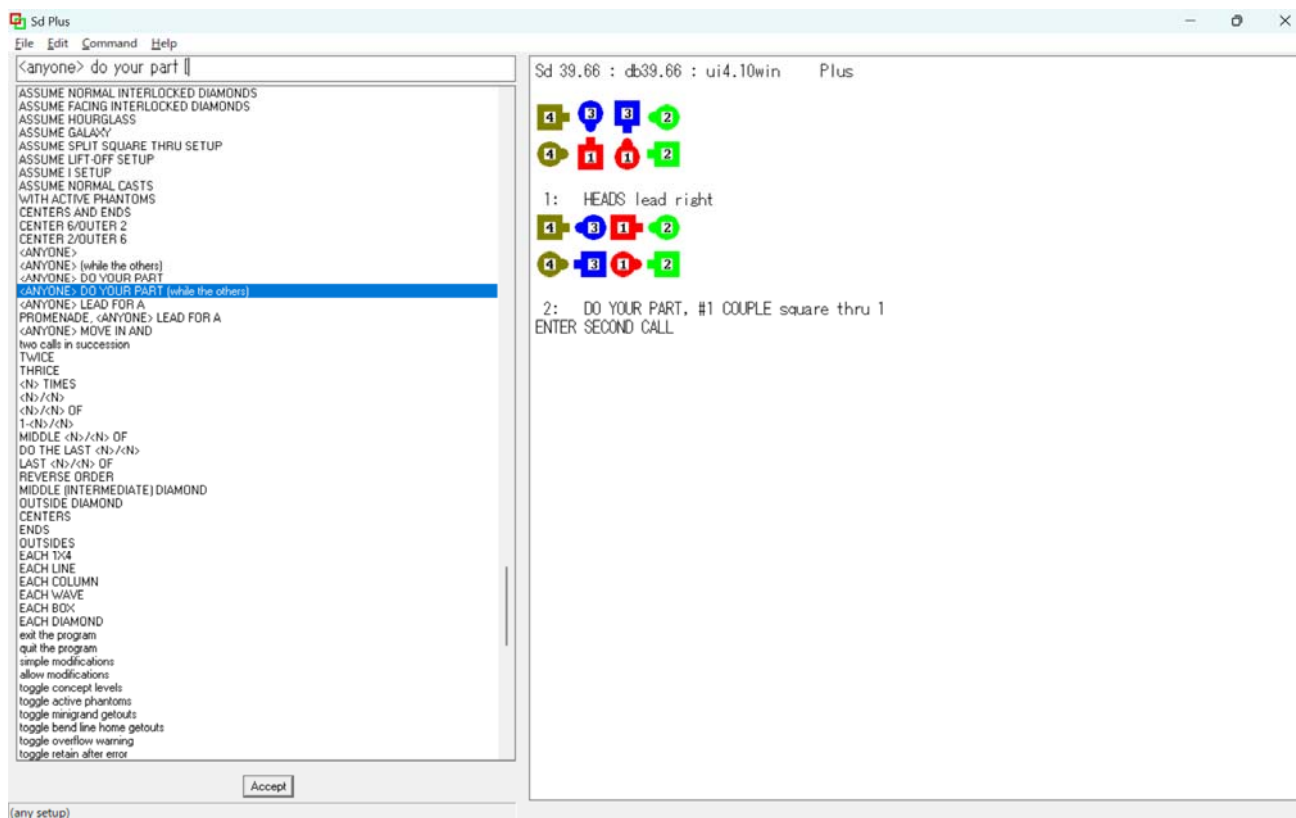 Sd Plus
File Edit Command Help
<anyone> do your part [
ASSUME NORMAL INTERLOCKED DIAMONDS
ASSUME FACING INTERLOCKED DIAMONDS
ASSUME HOURGLASS
ASSUME GALAXY
ASSUME SPLIT SQUARE THRU SETUP
ASSUME LIFT-OFF SETUP
ASSUME I SETUP
ASSUME NORMAL CASTS
WITH ACTIVE PHANTOMS
CENTERS AND ENDS
CENTER 6/OUTER 2
CENTER 2/OUTER 6
<ANYONE>
<ANYONE> (while the others)
<ANYONE> DO YOUR PART
<ANYONE> DO YOUR PART (while the others)
<ANYONE> LEAD FOR A
PROMENADE, <ANYONE> LEAD FOR A
<ANYONE> MOVE IN AND
two calls in succession
TWICE
THRICE
<N> TIMES
<N>/<N>
<N>/<N> OF
1-<N>/<N>
MIDDLE <N>/<N> OF
DO THE LAST <N>/<N>
LAST <N>/<N> OF
REVERSE ORDER
MIDDLE (INTERMEDIATE) DIAMOND
OUTSIDE DIAMOND
CENTERS
ENDS
OUTSIDES
EACH 1X4
EACH LINE
EACH COLUMN
EACH WAVE
EACH BOX
EACH DIAMOND
exit the program
quit the program
simple modifications
allow modifications
toggle concept levels
toggle active phantoms
toggle minigrand getouts
toggle bend line home getouts
toggle overflow warning
toggle retain after error
Accept
(any setup)
Sd 39.66 : db39.66 : ui4.10win Plus
4 3 3 2
4 1 1 2
1: HEADS lead right
4 3 1 2
4 3 1 2
2: DO YOUR PART, #1 COUPLE square thru 1
ENTER SECOND CALL